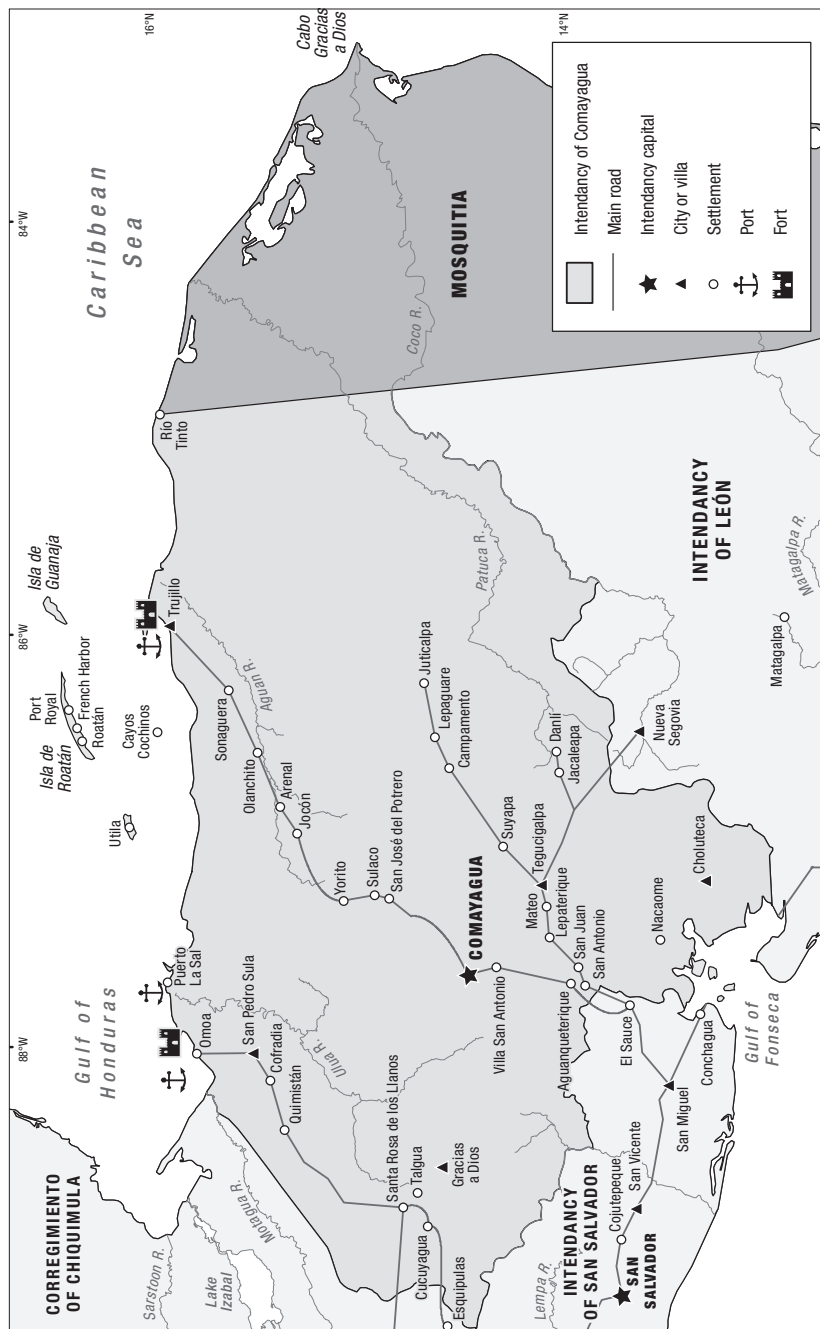 CORREGIMIENTO
OF CHIQUIMULA
Gulf of
Honduras
Caribbean
Sea
88°W
86°W
84°W
16°N
14°N
Sarstoon R.
Lake
Izabal
Motagua R.
Omoa
Puerto
La Sal
San Pedro Sula
Cofradia
Quimistán
Ulua R.
Utila
Isla de
Roatán
Port
Royal
French Harbor
Roatán
Cayos
Cochinos
Isla de
Guanaja
Trujillo
Sonaguera
Aguan R.
Olanchito
Arenal
Jocón
Yorito
Sulaco
San José del Potrero
Río
Tinto
Cabo
Gracias
a Dios
MOSQUITIA
Coco R.
Patuca R.
Santa Rosa de los Llanos
Talgua
Cucuyagua
Gracias
a Dios
Esquipulas
COMAYAGUA
Villa San Antonio
Juticalpa
Lepaguare
Campamento
Suyapa
Tegucigalpa
Mateo
Lepaterique
San Juan
San Antonio
Aguanqueterique
Danlí
Jacaleapa
Nueva
Segovia
Choluteca
Nacaome
El Sauce
Conchagua
San Miguel
San Vicente
Cojutepeque
SAN
SALVADOR
Lempa R.
INTENDANCY
OF SAN SALVADOR
Gulf of
Fonseca
INTENDANCY
OF LEÓN
Matagalpa
Matagalpa R.
Intendancy of Comayagua
Main road
Intendancy capital
City or villa
Settlement
Port
Fort